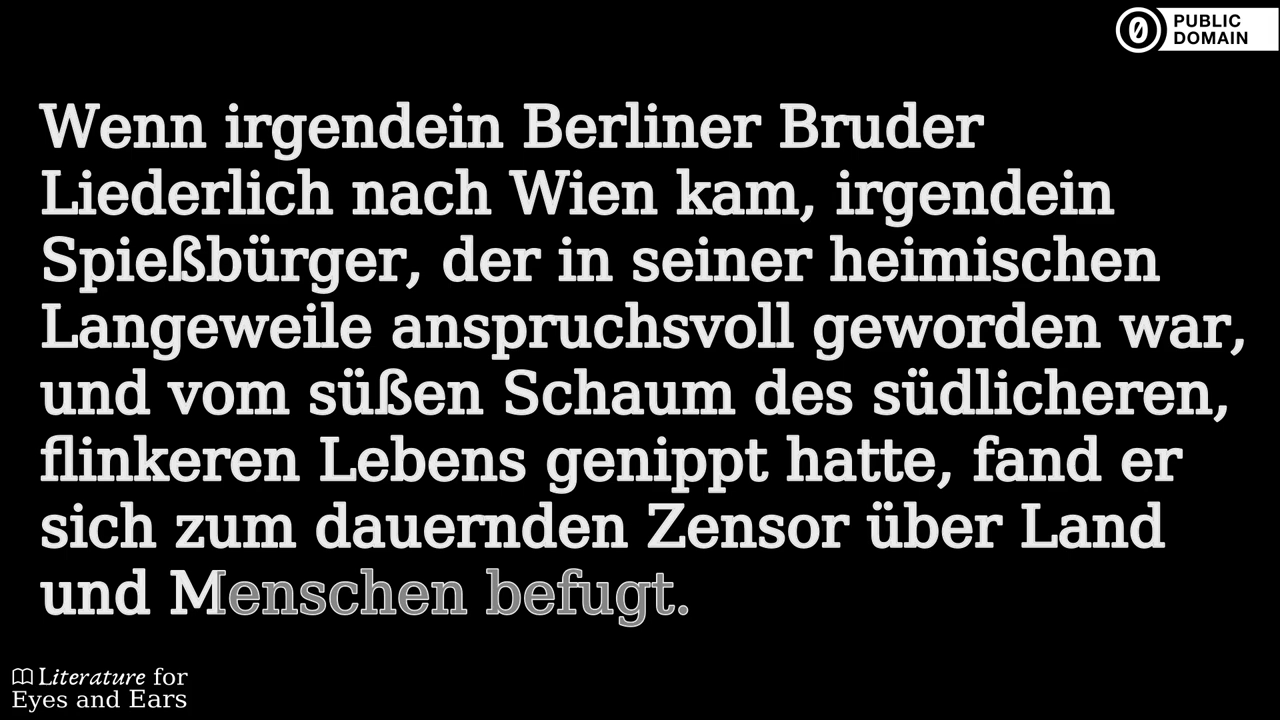 PUBLIC
DOMAIN
Wenn irgendein Berliner Bruder
Liederlich nach Wien kam, irgendein
Spießbürger, der in seiner heimischen
Langeweile anspruchsvoll geworden war,
und vom süßen Schaum des südlicheren,
flinkeren Lebens genippt hatte, fand er
sich zum dauernden Zensor über Land
und Menschen befugt.
Literature for
Eyes and Ears